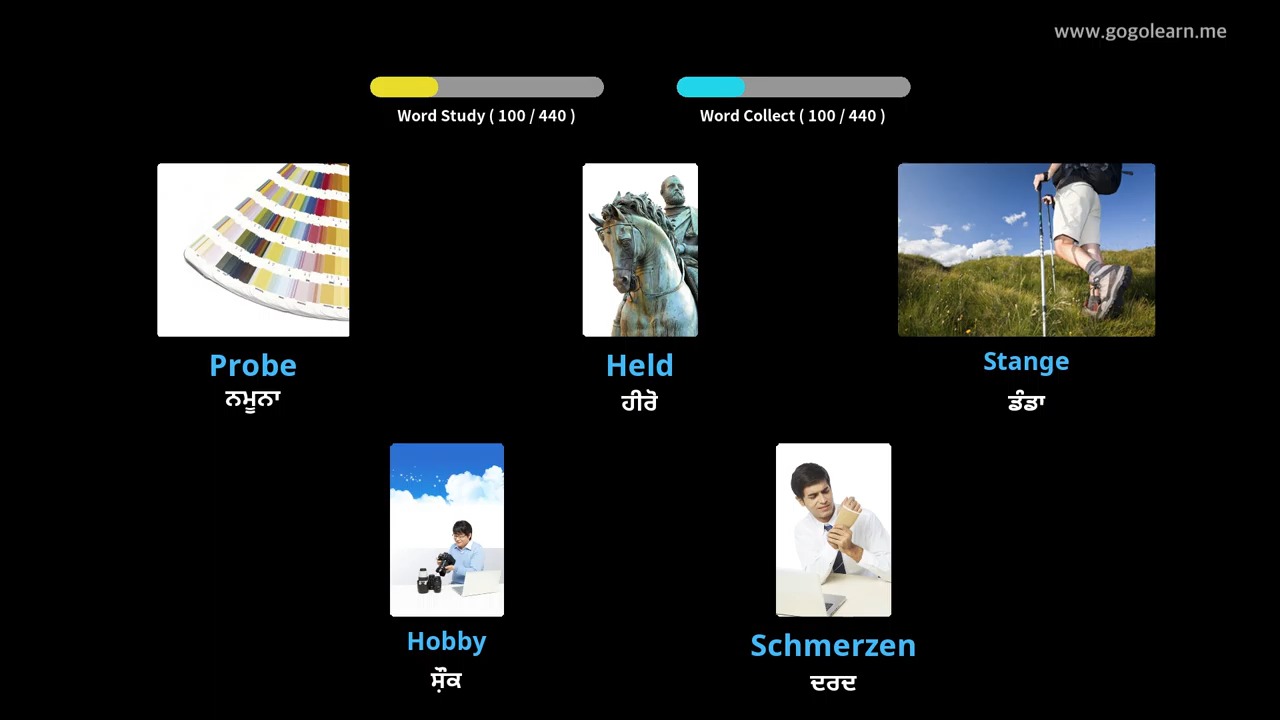 www.gogolearn.me
Word Study ( 100 / 440 )
Word Collect ( 100 / 440 )
Probe
ਨਮੂਨਾ
Held
ਹੀਰੋ
Stange
ਡੰਡਾ
Hobby
ਸ਼ੌਕ
Schmerzen
ਦਰਦ